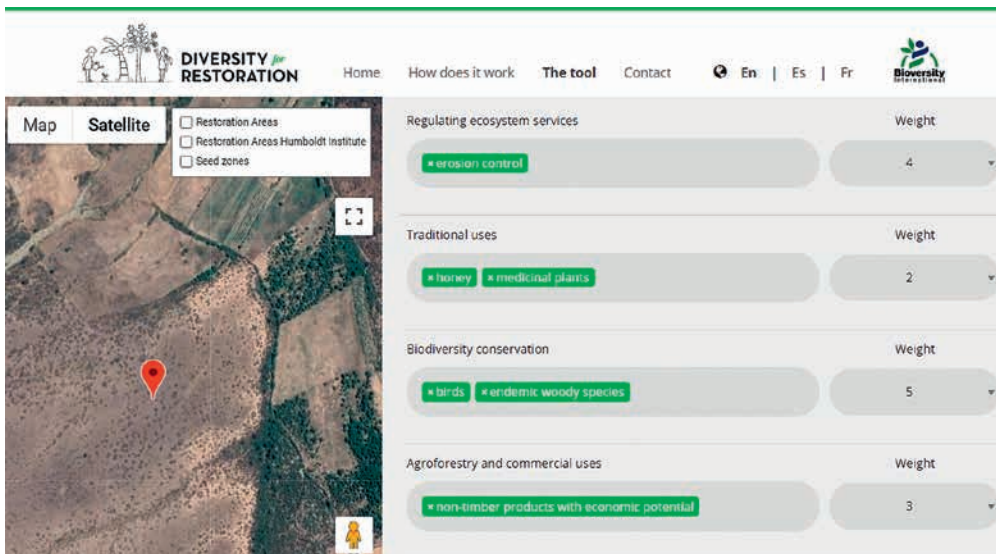 DIVERSITY for
RESTORATION
Home How does it work The tool Contact En | Es | Fr
Bioversity
International
Map Satellite
Restoration Areas
Restoration Areas Humboldt Institute
Seed zones
Regulating ecosystem services Weight
× erosion control 4
Traditional uses Weight
× honey × medicinal plants 2
Biodiversity conservation Weight
× birds × endemic woody species 5
Agroforestry and commercial uses Weight
× non-timber products with economic potential 3